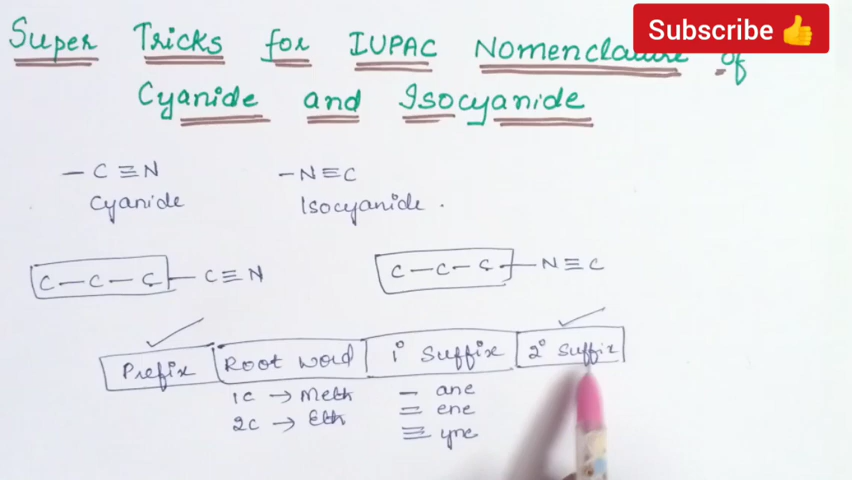 Subscribe 👍
Super Tricks for IUPAC Nomenclature of
Cyanide and Isocyanide
— C ≡ N
— N ≡ C
Cyanide
Isocyanide .
C — C — C — C ≡ N
C — C — C — N ≡ C
Prefix Root Word 1° Suffix 2° Suffix
1C → Meth — ane
2C → Eth = ene
≡ yne